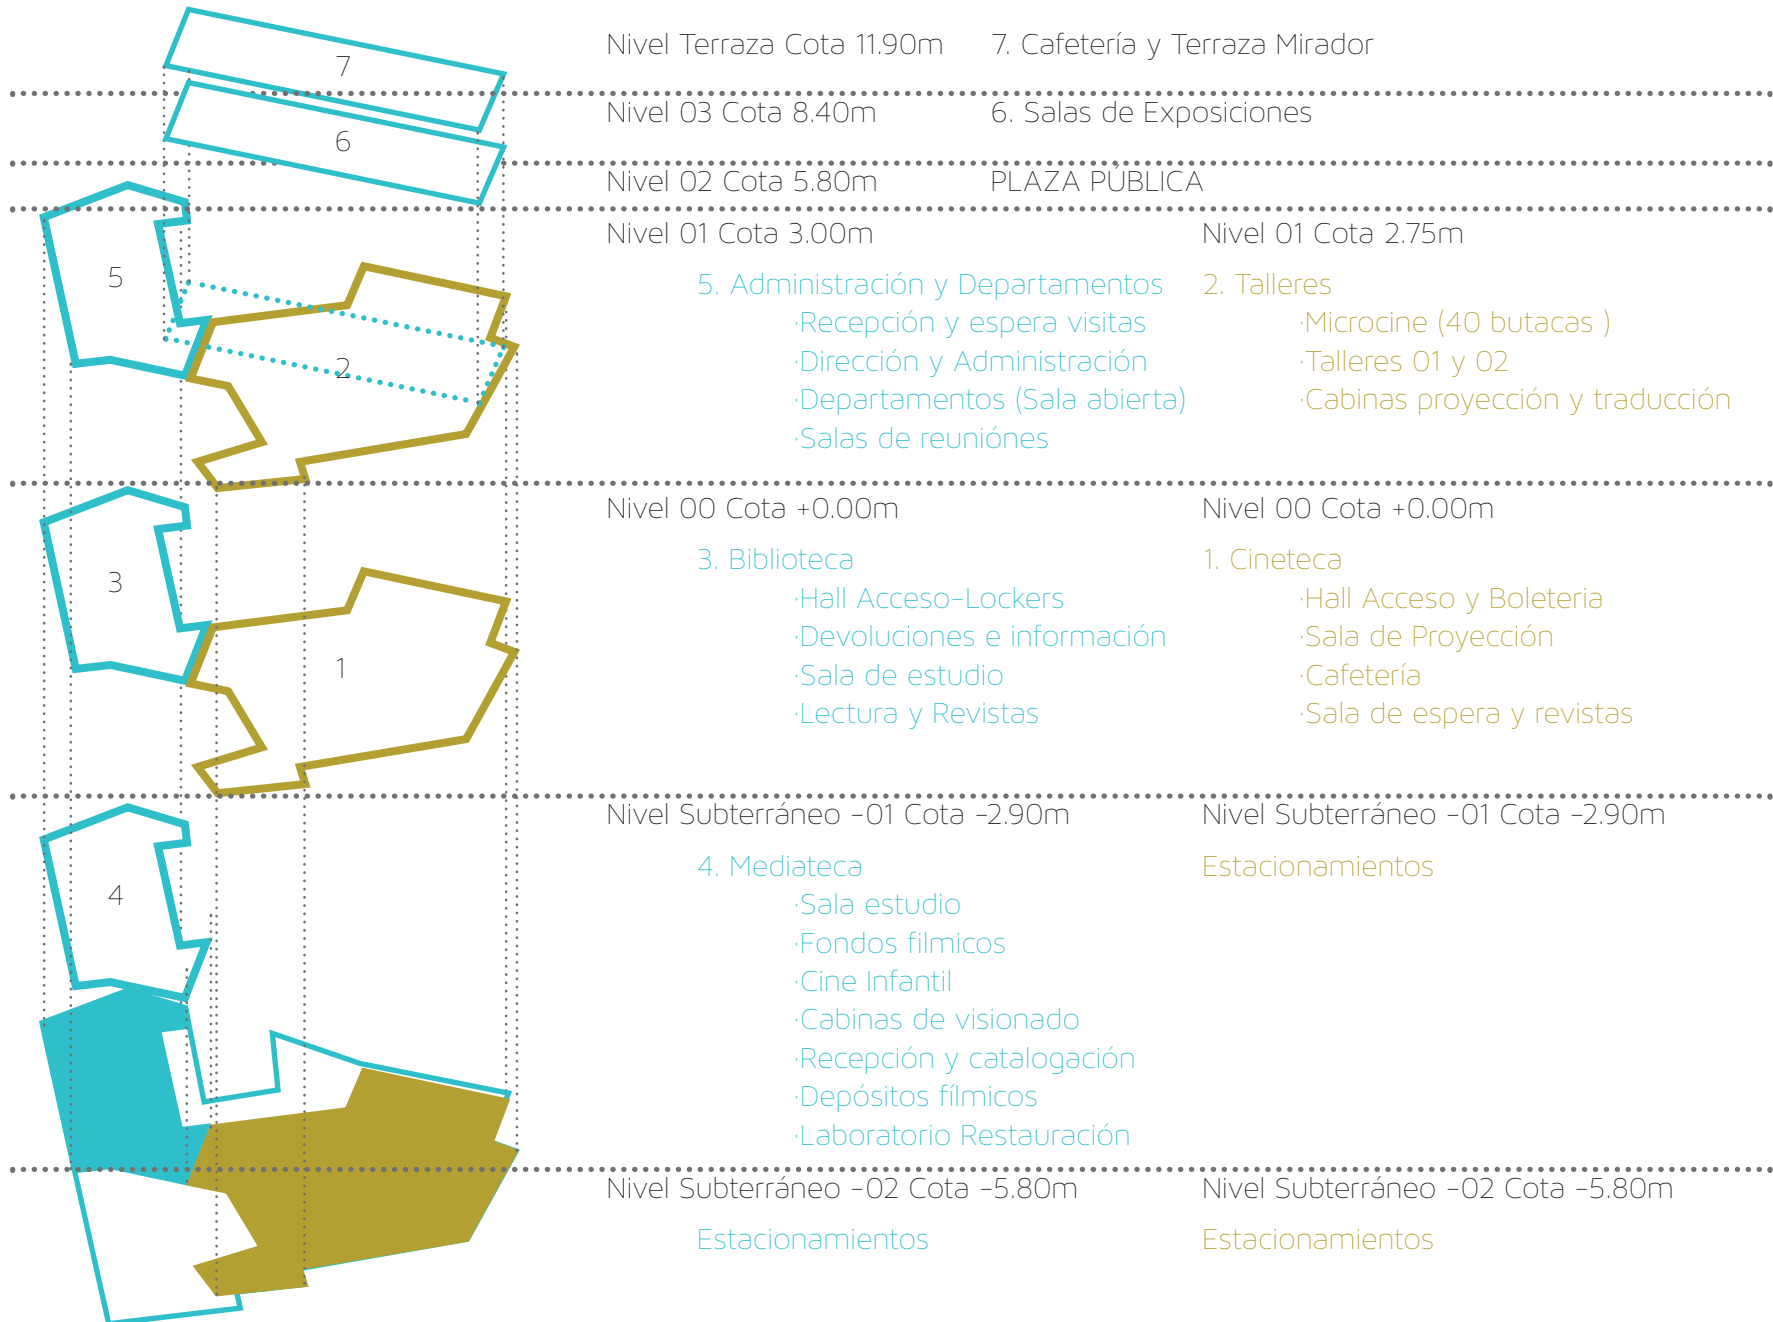 7
Nivel Terraza Cota 11.90m 7. Cafetería y Terraza Mirador
6
Nivel 03 Cota 8.40m 6. Salas de Exposiciones
Nivel 02 Cota 5.80m PLAZA PÚBLICA
5
2
Nivel 01 Cota 3.00m
5. Administración y Departamentos
·Recepción y espera visitas
·Dirección y Administración
·Departamentos (Sala abierta)
·Salas de reuniónes
Nivel 01 Cota 2.75m
2. Talleres
·Microcine (40 butacas )
·Talleres 01 y 02
·Cabinas proyección y traducción
3
1
Nivel 00 Cota +0.00m
3. Biblioteca
·Hall Acceso-Lockers
·Devoluciones e información
·Sala de estudio
·Lectura y Revistas
Nivel 00 Cota +0.00m
1. Cineteca
·Hall Acceso y Boleteria
·Sala de Proyección
·Cafetería
·Sala de espera y revistas
4
Nivel Subterráneo -01 Cota -2.90m
4. Mediateca
·Sala estudio
·Fondos filmicos
·Cine Infantil
·Cabinas de visionado
·Recepción y catalogación
·Depósitos fílmicos
·Laboratorio Restauración
Nivel Subterráneo -01 Cota -2.90m
Estacionamientos
Nivel Subterráneo -02 Cota -5.80m
Estacionamientos
Nivel Subterráneo -02 Cota -5.80m
Estacionamientos